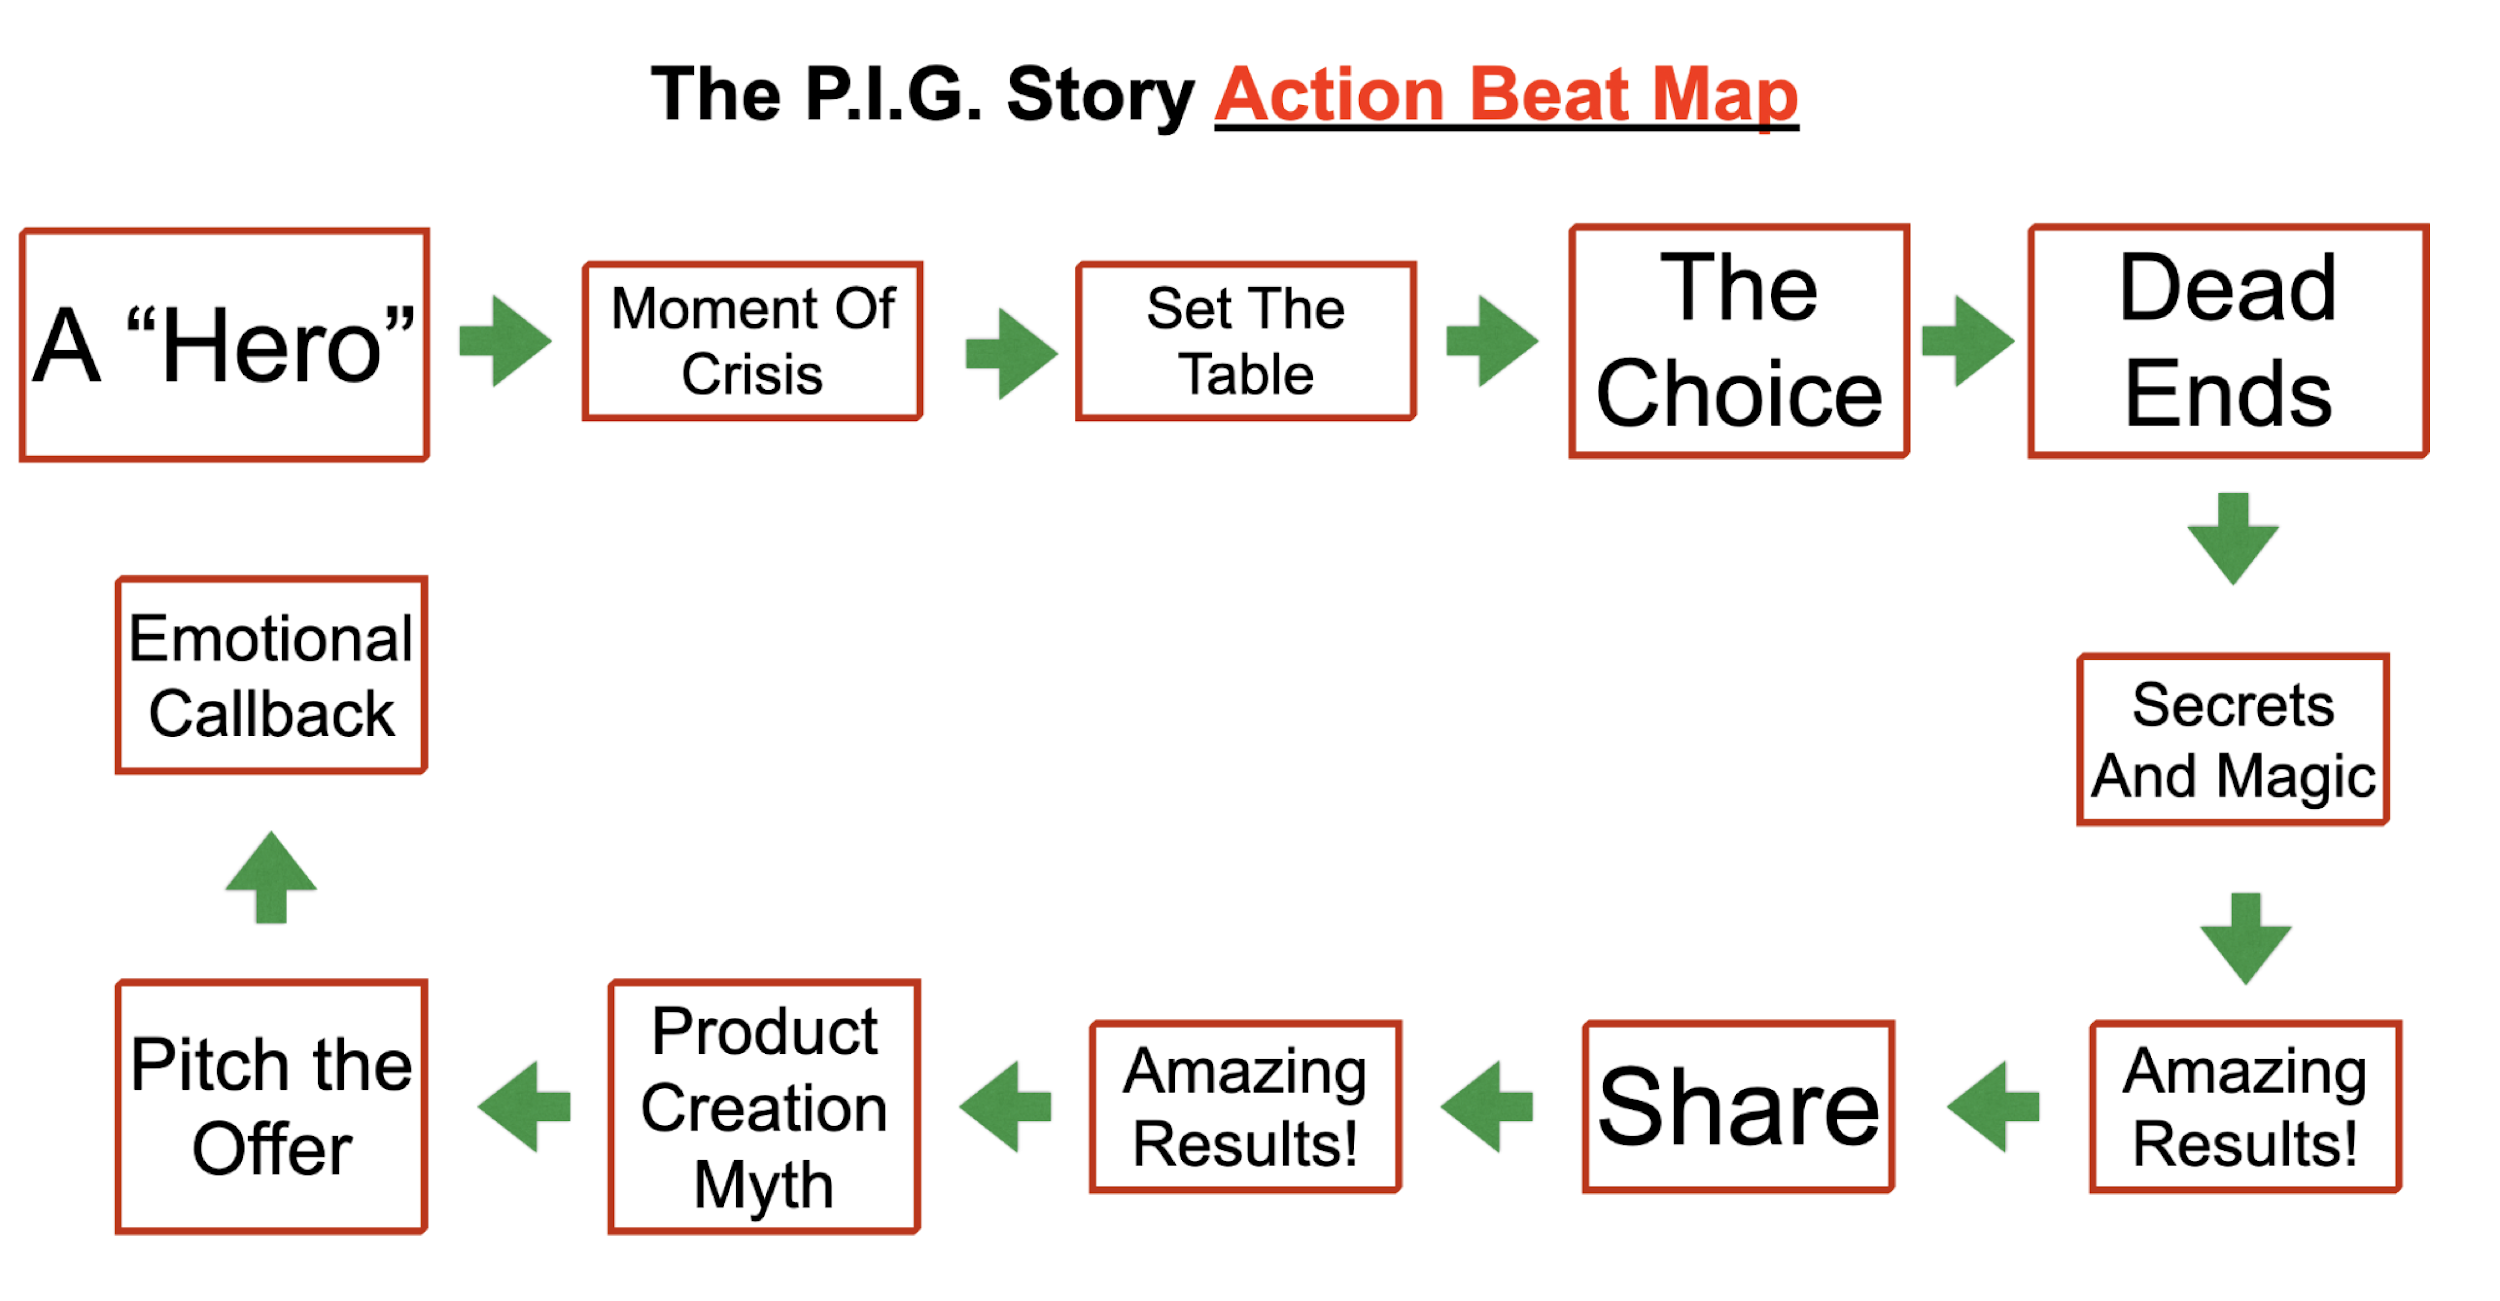 The P.I.G. Story Action Beat Map
A “Hero”
Moment Of
Crisis
Set The
Table
The
Choice
Dead
Ends
Secrets
And Magic
Amazing
Results!
Share
Amazing
Results!
Product
Creation
Myth
Pitch the
Offer
Emotional
Callback